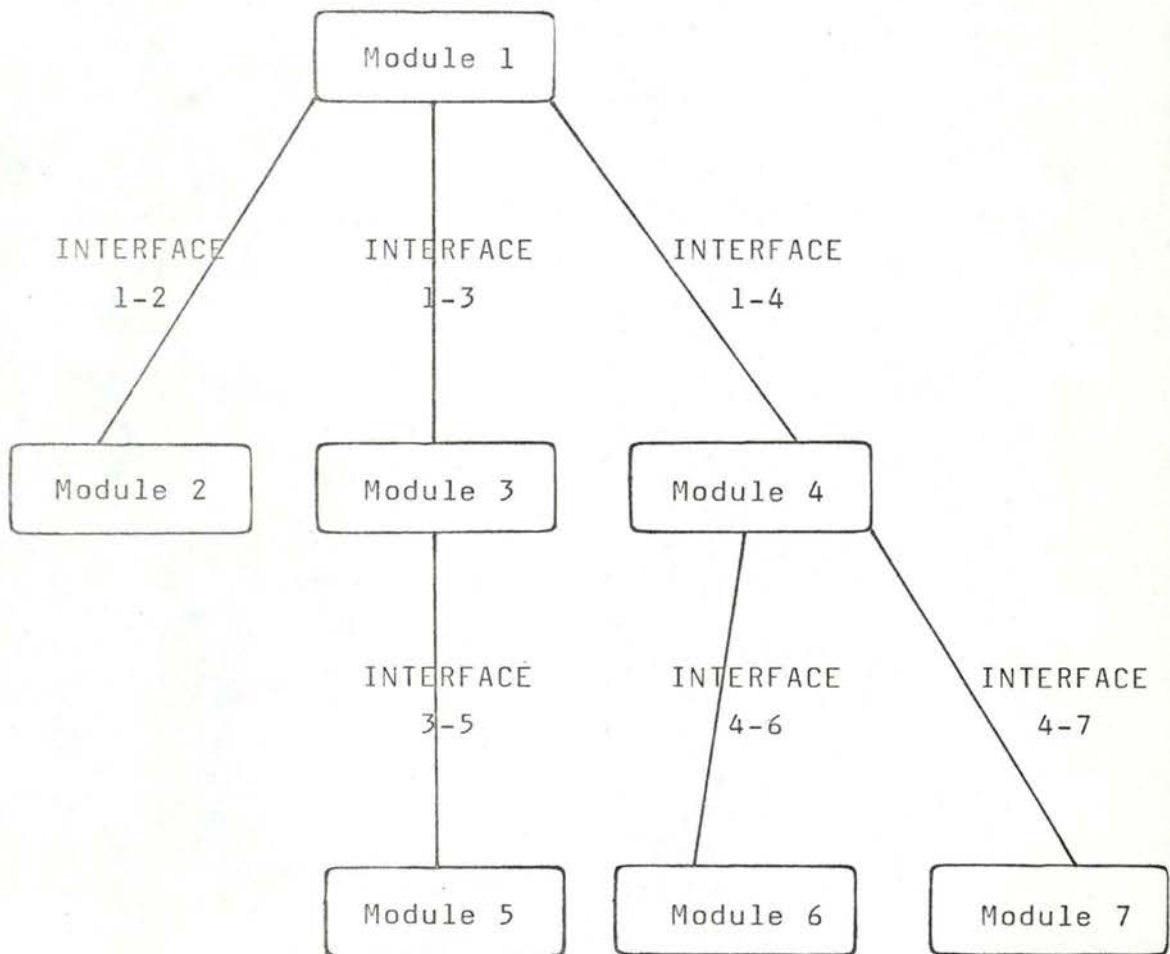 Module 1
INTERFACE INTERFACE INTERFACE
1-2 1-3 1-4
Module 2 Module 3 Module 4
INTERFACE INTERFACE INTERFACE
3-5 4-6 4-7
Module 5 Module 6 Module 7